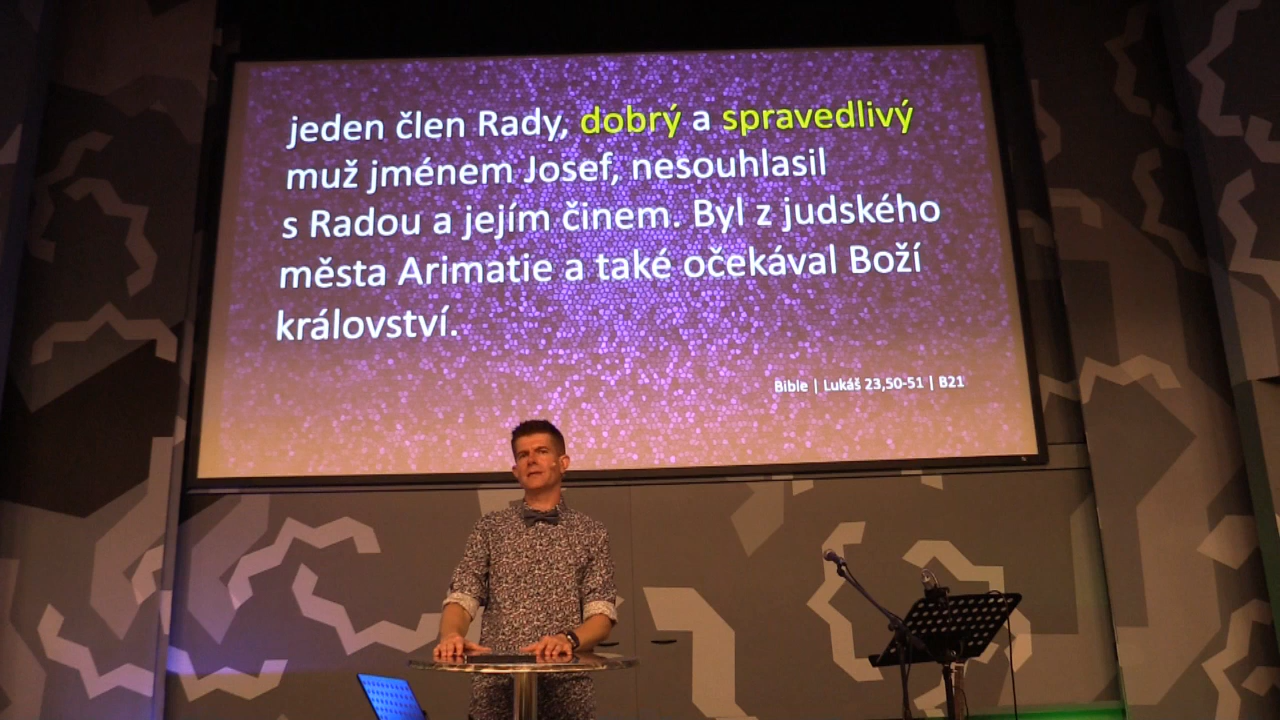 jeden člen Rady, dobrý a spravedlivý
muž jménem Josef, nesouhlasil
s Radou a jejím činem. Byl z judského
města Arimatie a také očekával Boží
království.
Bible | Lukáš 23,50-51 | B21